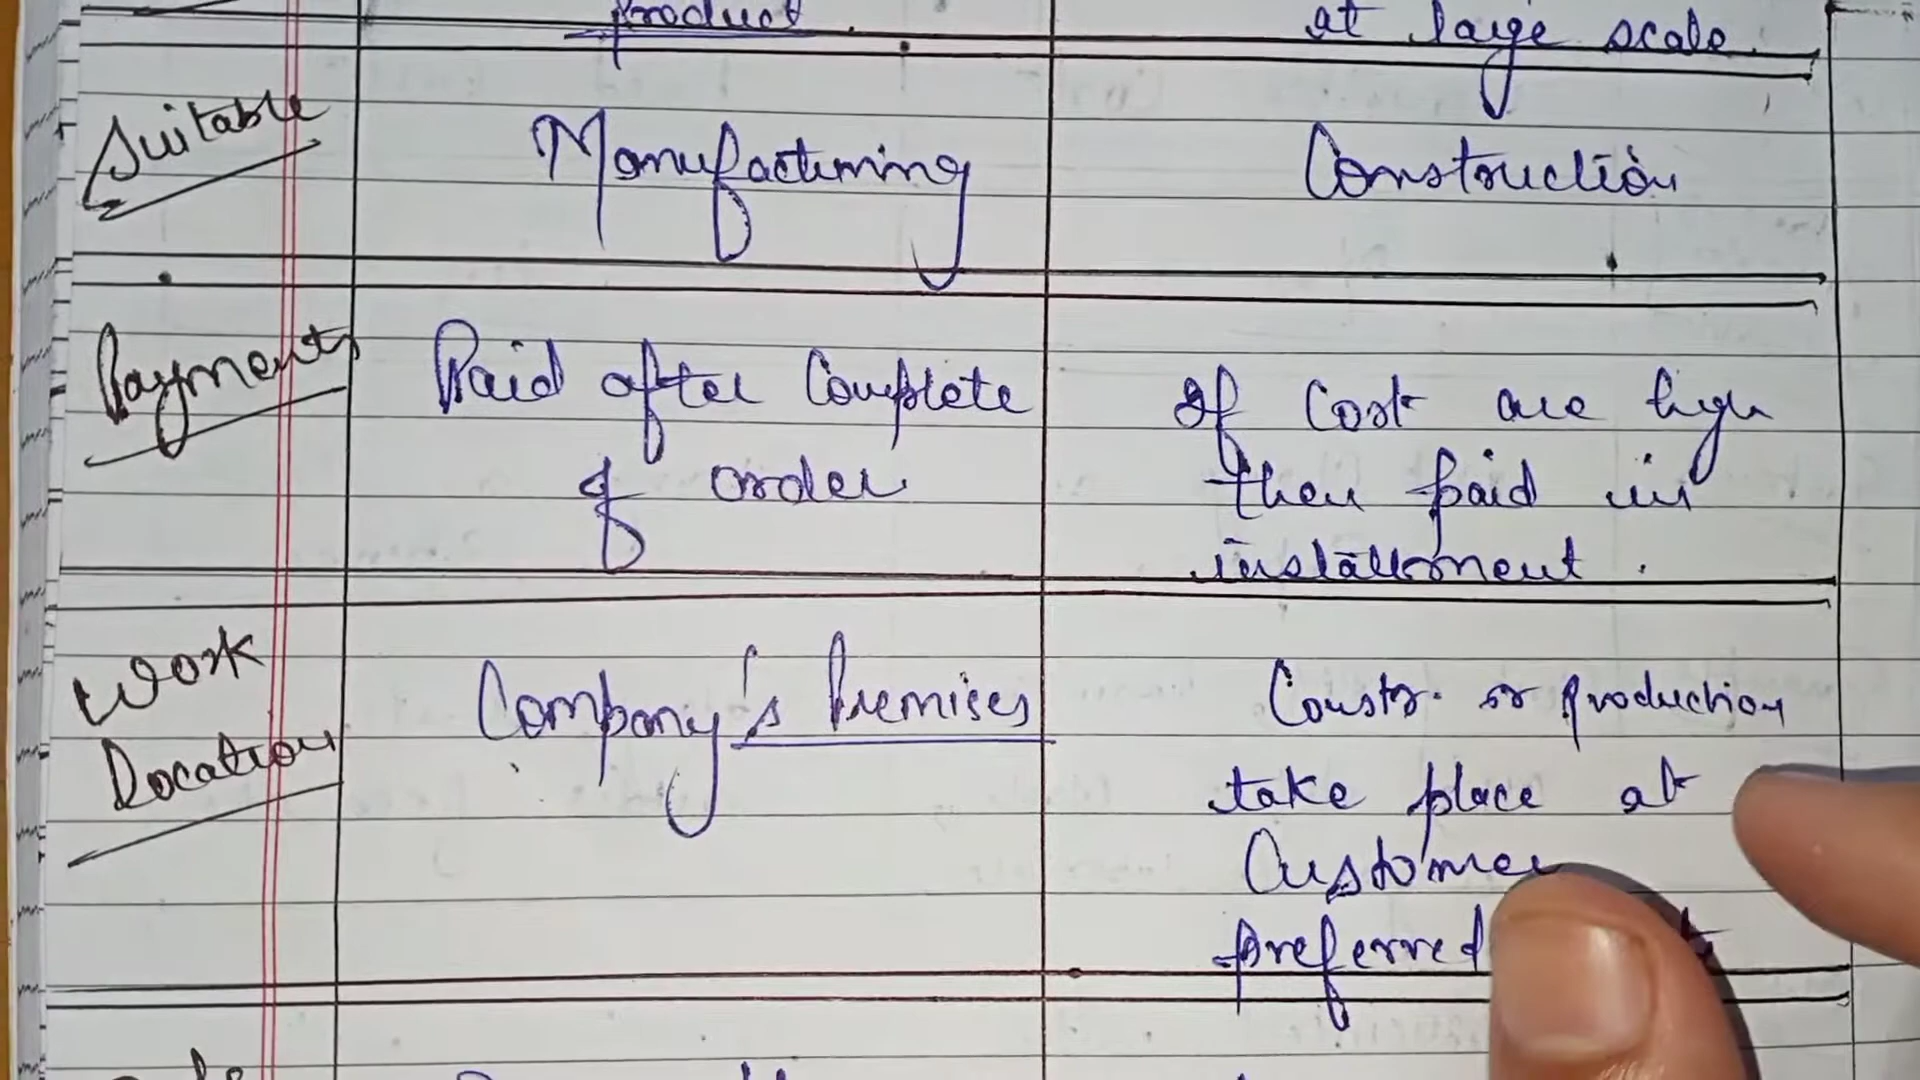 product.
at large scale.
Suitable
Manufacturing
Construction
Payments
Paid after Complete
of order
If Cost are high
then paid in
installment.
Work
Location
Company's Premises
Constr. or production
take place at
Customer
preferred